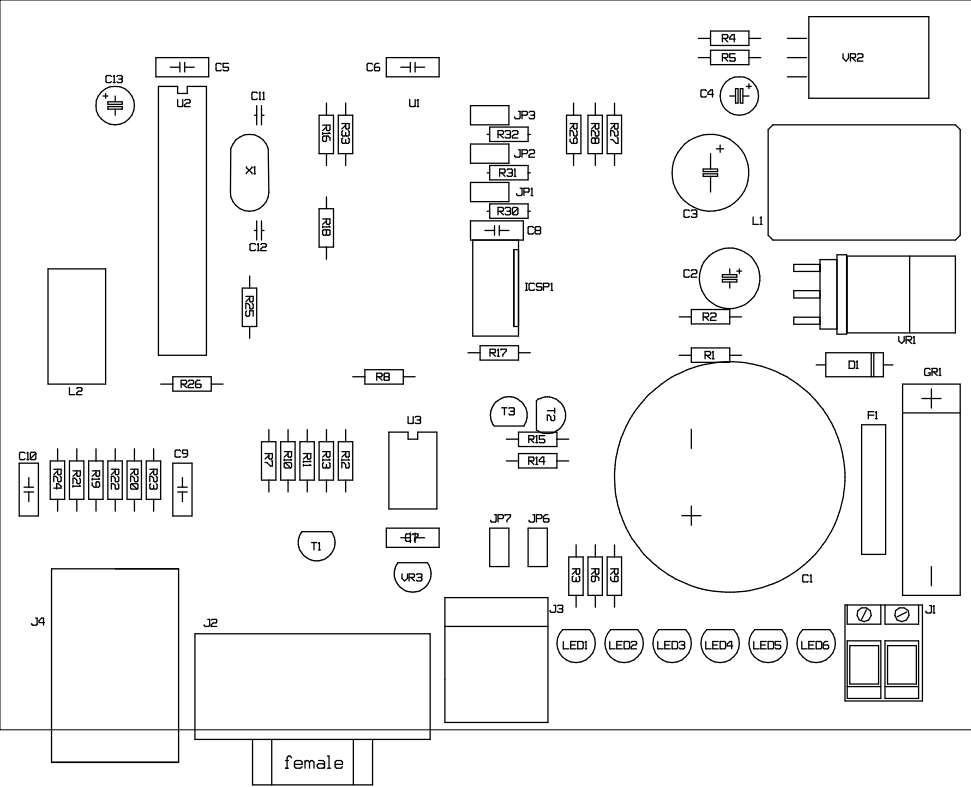 R4
R5
VR2
C5
C6
C13
C4
U2
C11
U1
JP3
R16
R33
R32
R29
R28
R27
JP2
X1
R31
JP1
R30
C3
L1
R18
C8
C12
C2
R25
ICSP1
R2
VR1
R17
R1
D1
GR1
L2
R26
R8
T3
T2
F1
U3
R15
C10
C9
R7
R10
R11
R13
R12
R14
R24
R21
R19
R22
R20
R23
JP7
JP6
T1
VR3
R3
R6
R9
C1
J4
J2
J3
J1
LED1
LED2
LED3
LED4
LED5
LED6
female